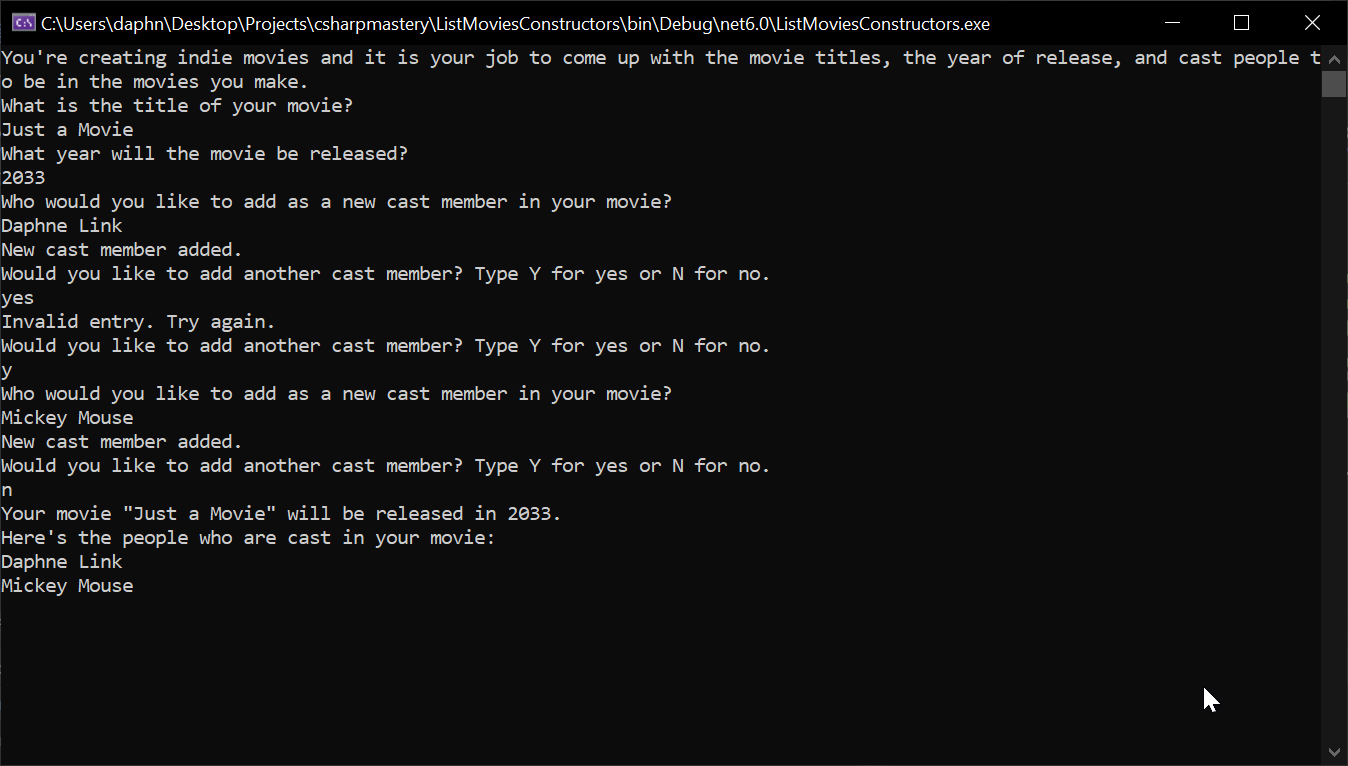 C:\Users\daphn\Desktop\Projects\csharpmastery\ListMoviesConstructors\bin\Debug\net6.0\ListMoviesConstructors.exe
You're creating indie movies and it is your job to come up with the movie titles, the year of release, and cast people t
o be in the movies you make.
What is the title of your movie?
Just a Movie
What year will the movie be released?
2033
Who would you like to add as a new cast member in your movie?
Daphne Link
New cast member added.
Would you like to add another cast member? Type Y for yes or N for no.
yes
Invalid entry. Try again.
Would you like to add another cast member? Type Y for yes or N for no.
y
Who would you like to add as a new cast member in your movie?
Mickey Mouse
New cast member added.
Would you like to add another cast member? Type Y for yes or N for no.
n
Your movie "Just a Movie" will be released in 2033.
Here's the people who are cast in your movie:
Daphne Link
Mickey Mouse